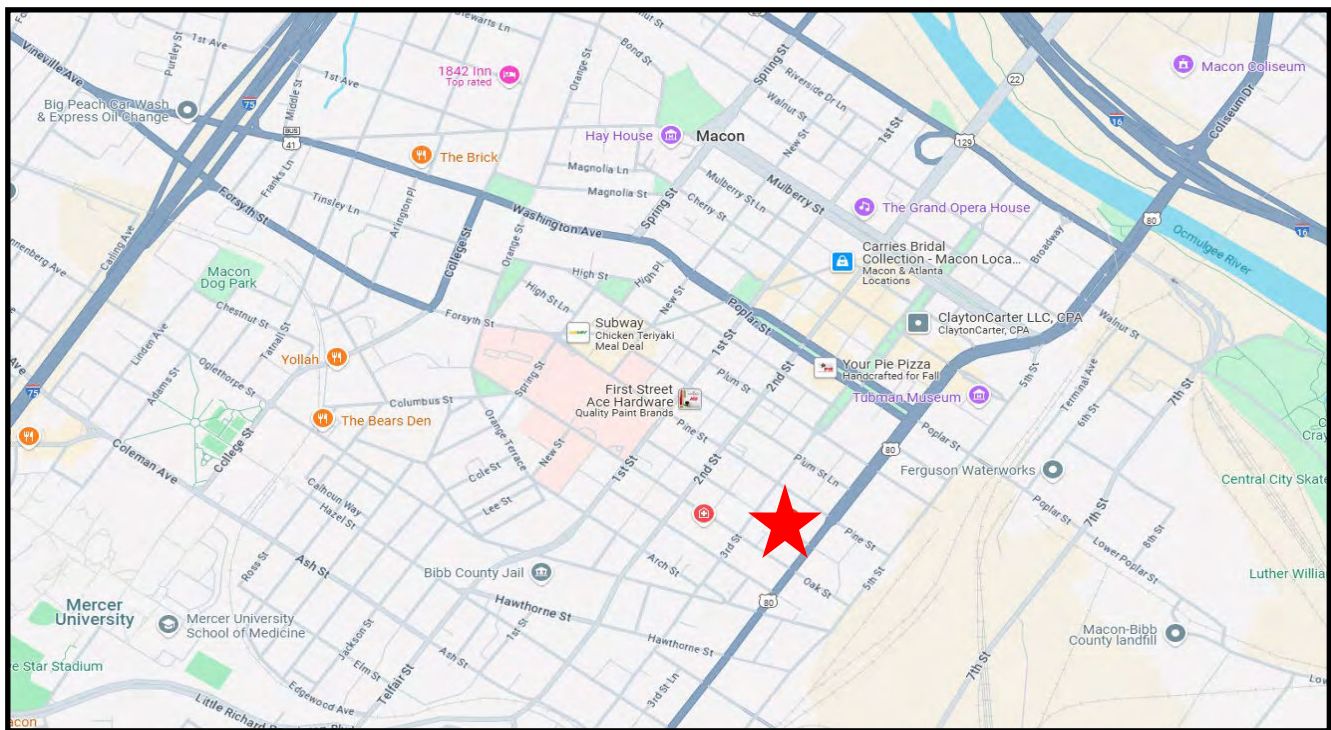 1st Ave
Pursley St
Vineville Ave
75
Middle St
1st Ave
1842 Inn
Top rated
Orange St
Bond St
Spring St
Riverside Dr Ln
Walnut St
1st St
New St
22
16
Coliseum Dr
Macon Coliseum
Big Peach Car Wash
& Express Oil Change
BUS
41
Hay House
Macon
129
The Brick
Franks Ln
Forsyth St
Tinsley Ln
Arlington Pl
Magnolia Ln
Magnolia St
Spring St
Mulberry St Ln
Mulberry St
Cherry St
The Grand Opera House
80
Ocmulgee River
16
Carling Ave
College St
Orange St
Washington Ave
Broadway
Carries Bridal
Collection - Macon Loca...
Macon & Atlanta
Locations
Macon
Dog Park
High St
High Pl
High St Ln
New St
Poplar St
Chestnut St
Forsyth St
Subway
Chicken Teriyaki
Meal Deal
ClaytonCarter LLC, CPA
ClaytonCarter, CPA
Walnut St
Linden Ave
Tatnall St
Yollah
1st St
2nd St
Your Pie Pizza
Handcrafted for Fall
5th St
Terminal Ave
7th St
75
Adams St
Oglethorpe St
Spring St
Plum St
First Street
Ace Hardware
Quality Paint Brands
Tubman Museum
6th St
Columbus St
The Bears Den
Orange Terrace
Pine St
Poplar St
Coleman Ave
College St
New St
80
Cole St
1st St
2nd St
Plum St Ln
Ferguson Waterworks
Central City Skate
Calhoun Way
Hazel St
Lee St
Poplar St
7th St
8th St
Ross St
Ash St
Bibb County Jail
Arch St
3rd St
Pine St
Oak St
5th St
Lower Poplar St
Luther Willia
Mercer
University
Mercer University
School of Medicine
Hawthorne St
80
Jackson St
1st St
Hawthorne St
Macon-Bibb
County landfill
e Star Stadium
Elm St
Ash St
Telfair St
Edgewood Ave
3rd St Ln
7th St
Little Richard
acon